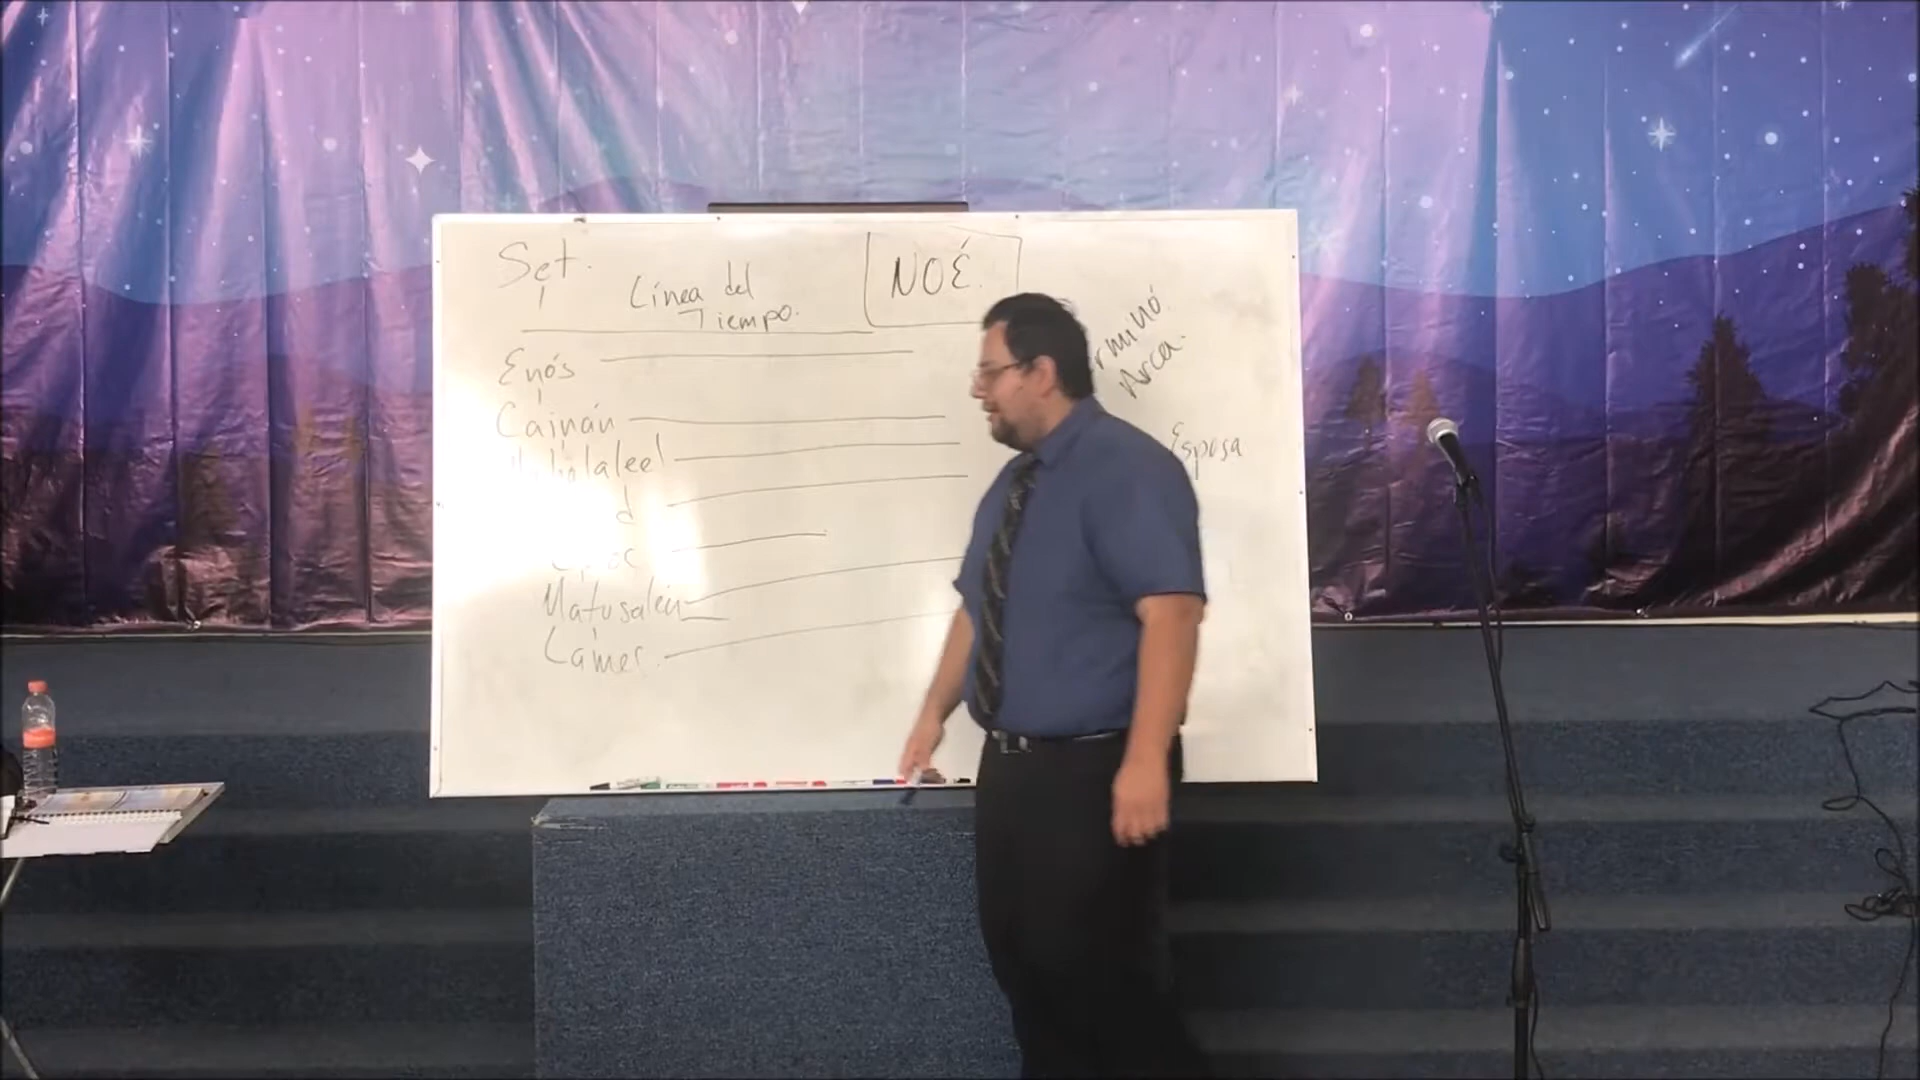 Set.
Línea del
Tiempo.
NOÉ.
Enós
Cainán
Matusalén
Lamec.
Arca.
Esposa